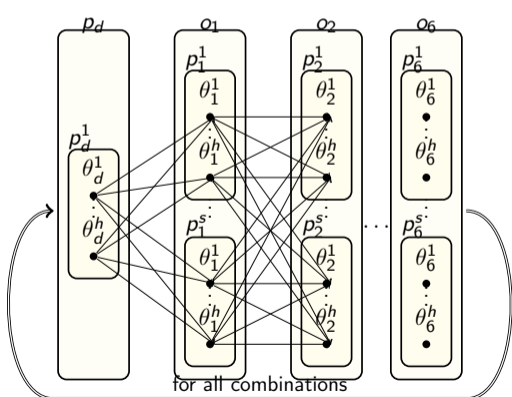 p_d o_1 o_2 o_6
p_1^1 p_2^1 p_6^1
θ_1^1 θ_2^1 θ_6^1
p_d^1
θ_1^h θ_2^h θ_6^h
θ_d^1
θ_d^h
p_1^s p_2^s p_6^s
...
θ_1^1 θ_2^1 θ_6^1
θ_1^h θ_2^h θ_6^h
for all combinations